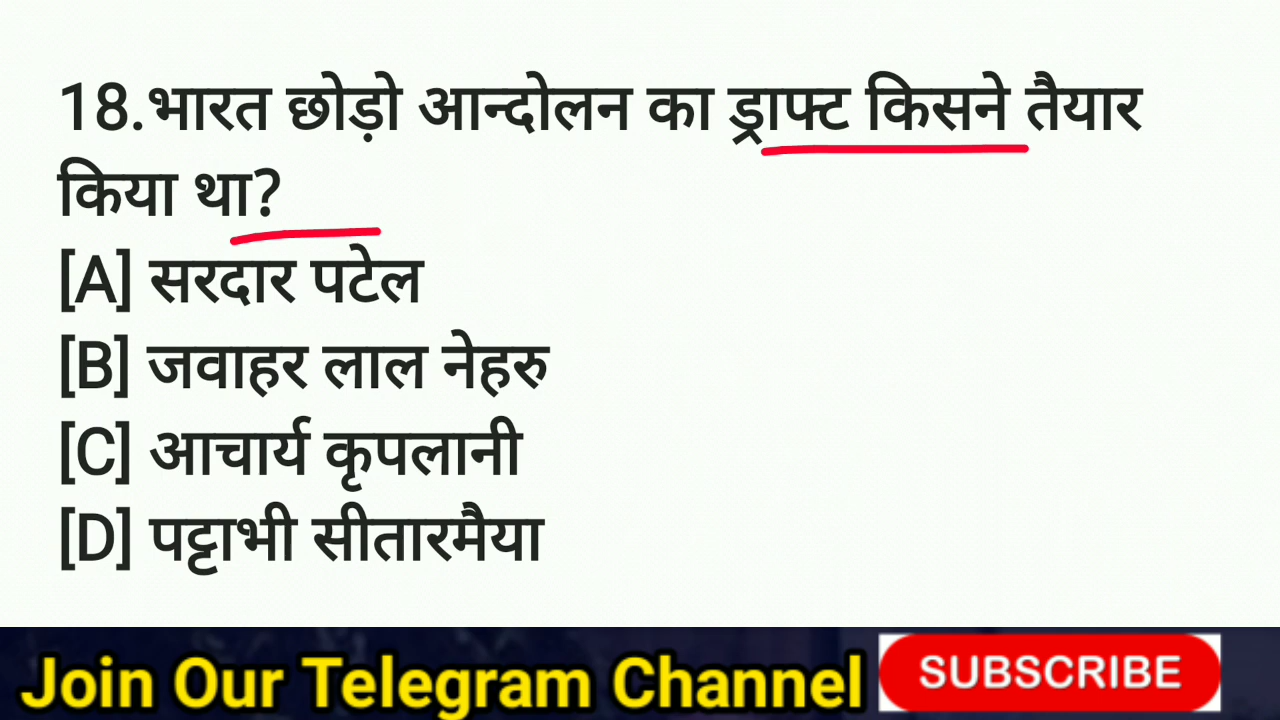 18.भारत छोड़ो आन्दोलन का ड्राफ्ट किसने तैयार
किया था?
[A] सरदार पटेल
[B] जवाहर लाल नेहरु
[C] आचार्य कृपलानी
[D] पट्टाभी सीतारमैया
Join Our Telegram Channel SUBSCRIBE